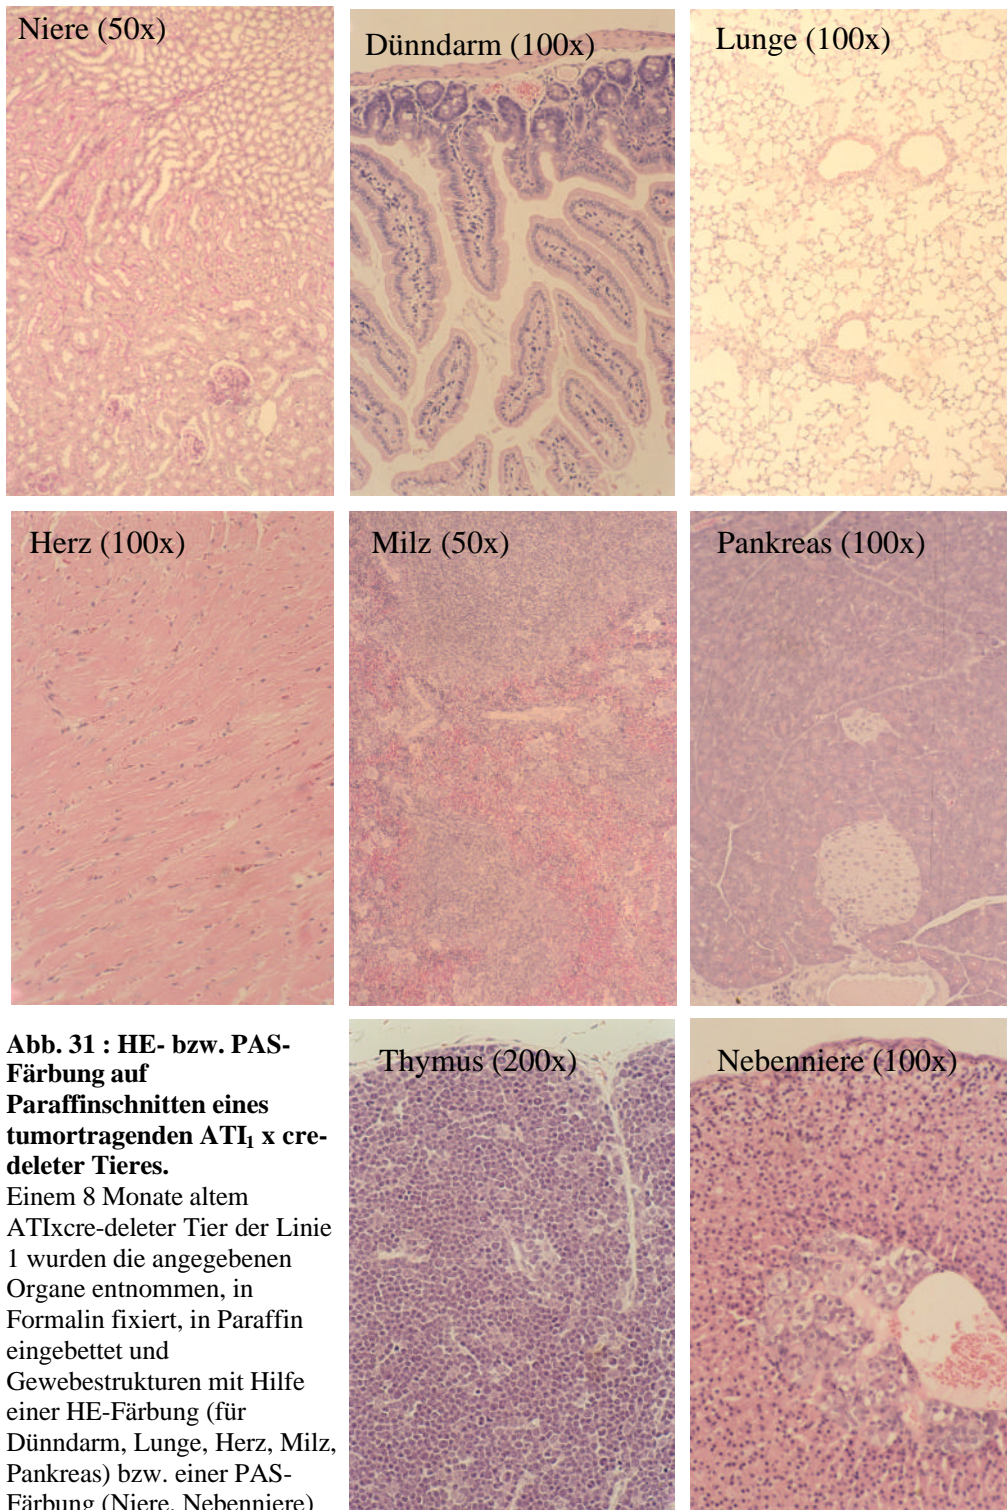 Niere (50x)
Dünndarm (100x)
Lunge (100x)
Herz (100x)
Milz (50x)
Pankreas (100x)
Thymus (200x)
Nebenniere (100x)
Abb. 31 : HE- bzw. PAS-
Färbung auf
Paraffinschnitten eines
tumortragenden ATI₁ x cre-
deleter Tieres.
Einem 8 Monate altem
ATIxcre-deleter Tier der Linie
1 wurden die angegebenen
Organe entnommen, in
Formalin fixiert, in Paraffin
eingebettet und
Gewebestrukturen mit Hilfe
einer HE-Färbung (für
Dünndarm, Lunge, Herz, Milz,
Pankreas) bzw. einer PAS-
Färbung (Niere, Nebenniere)